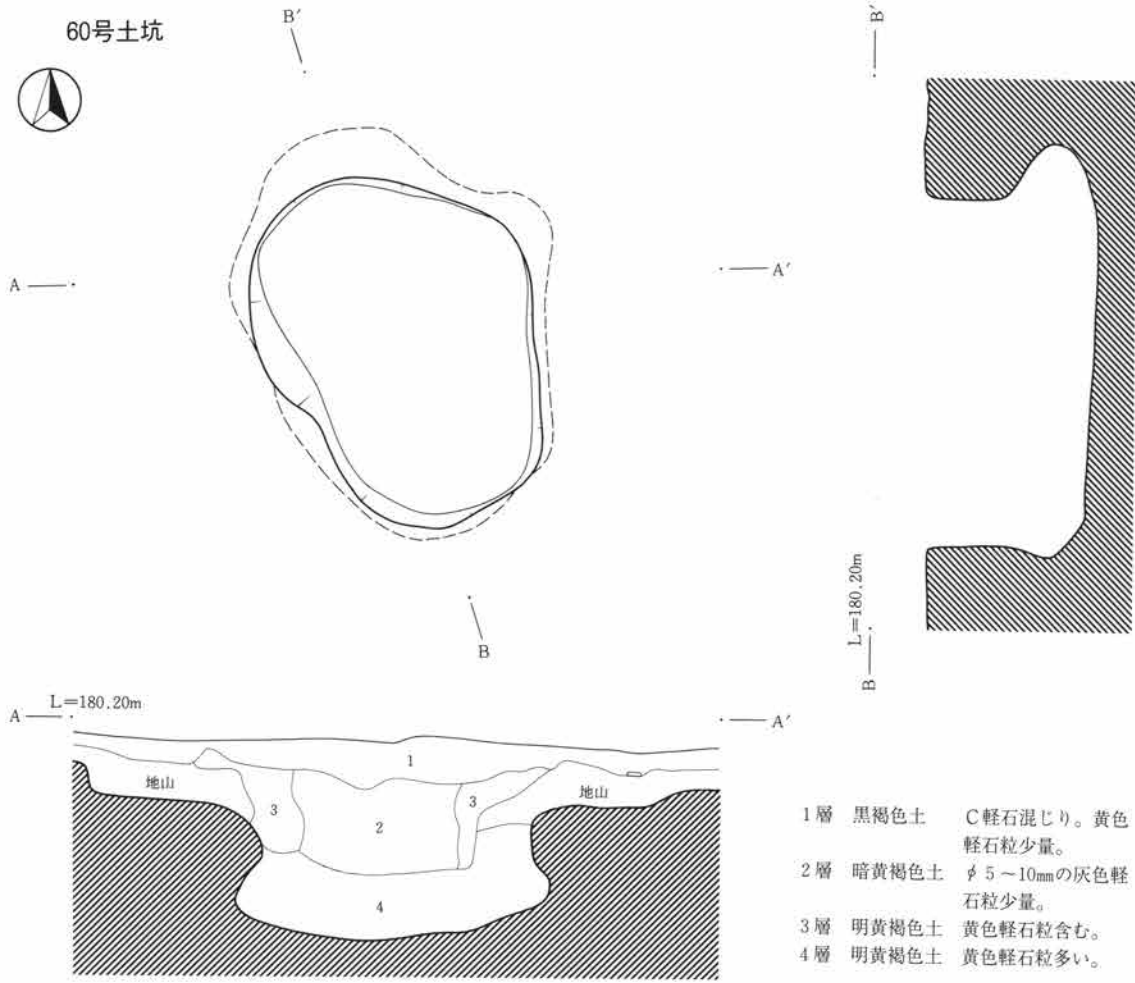 60号土坑
B′
B′
A
A′
B
L=180.20m
B
L=180.20m
A
A′
1
地山
地山
3
3
2
4
1層 黒褐色土 C軽石混じり。黄色
軽石粒少量。
2層 暗黄褐色土 φ5～10mmの灰色軽
石粒少量。
3層 明黄褐色土 黄色軽石粒含む。
4層 明黄褐色土 黄色軽石粒多い。